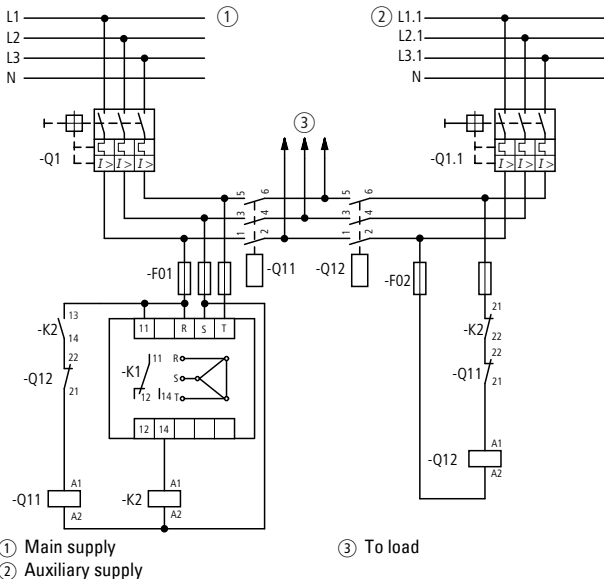 L1 ① ② L1.1
L2 L2.1
L3 L3.1
N N
③
-Q1 I> I> I> -Q1.1 I> I> I>
5 6 5 6
3 4 3 4
1 2 1 2
-F01 -Q11 -Q12 -F02
13 21
-K2 11 R S T -K2
14 22
22 11 R 22
-Q12 -K1 S -Q11
21 12 14 T 21
12 14
A1
-Q12
A2
A1 A1
-Q11 -K2
A2 A2
① Main supply ③ To load
② Auxiliary supply